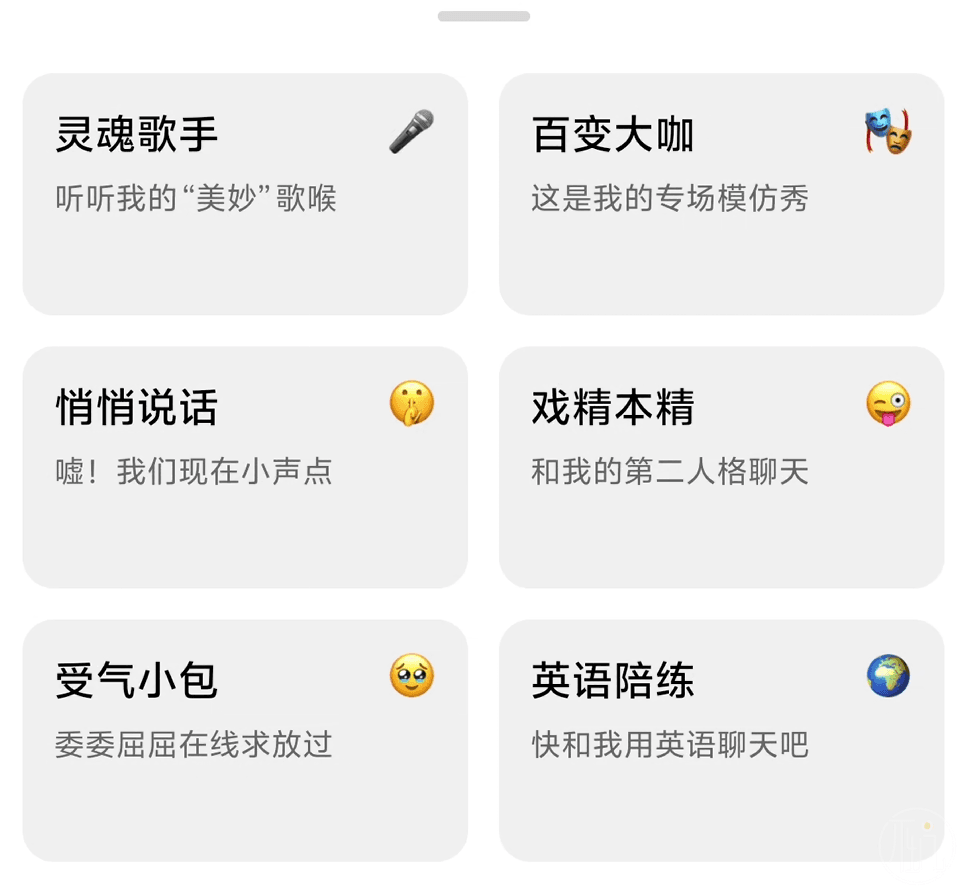 灵魂歌手
听听我的“美妙”歌喉
百变大咖
这是我的专场模仿秀
悄悄说话
嘘！我们现在小声点
戏精本精
和我的第二人格聊天
受气小包
委委屈屈在线求放过
英语陪练
快和我用英语聊天吧